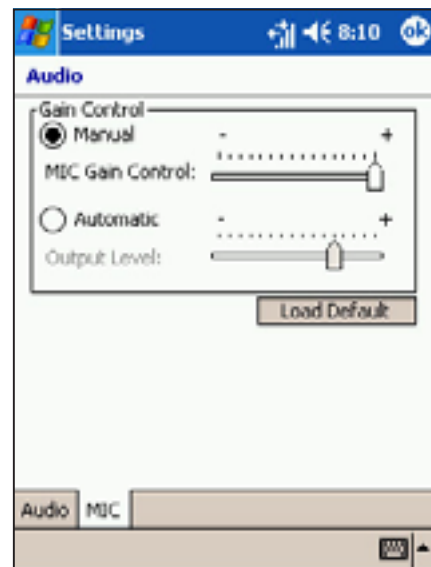 Settings 8:10 ok
Audio
Gain Control
Manual - +
MIC Gain Control:
Automatic - +
Output Level:
Load Default
Audio MIC